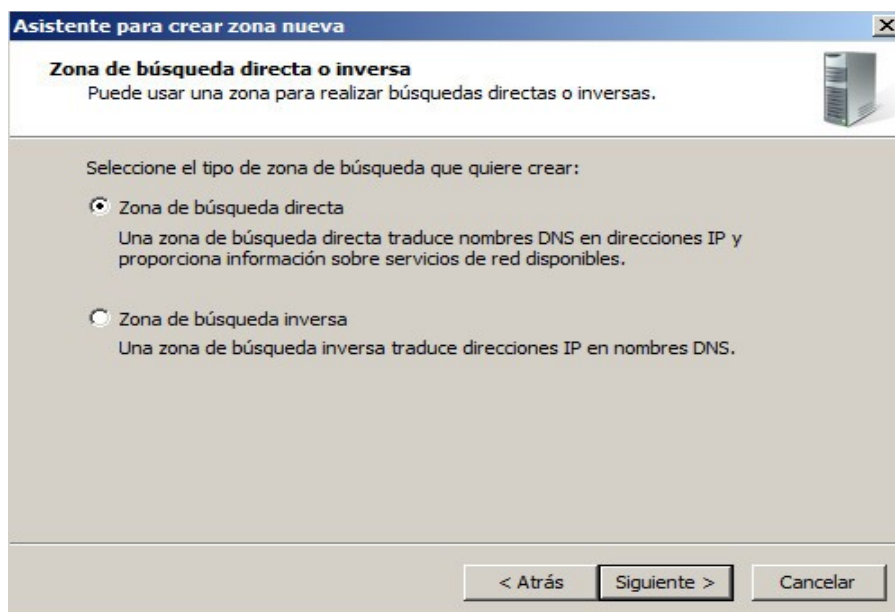 Asistente para crear zona nueva
Zona de búsqueda directa o inversa
Puede usar una zona para realizar búsquedas directas o inversas.
Seleccione el tipo de zona de búsqueda que quiere crear:
Zona de búsqueda directa
Una zona de búsqueda directa traduce nombres DNS en direcciones IP y
proporciona información sobre servicios de red disponibles.
Zona de búsqueda inversa
Una zona de búsqueda inversa traduce direcciones IP en nombres DNS.
< Atrás Siguiente > Cancelar